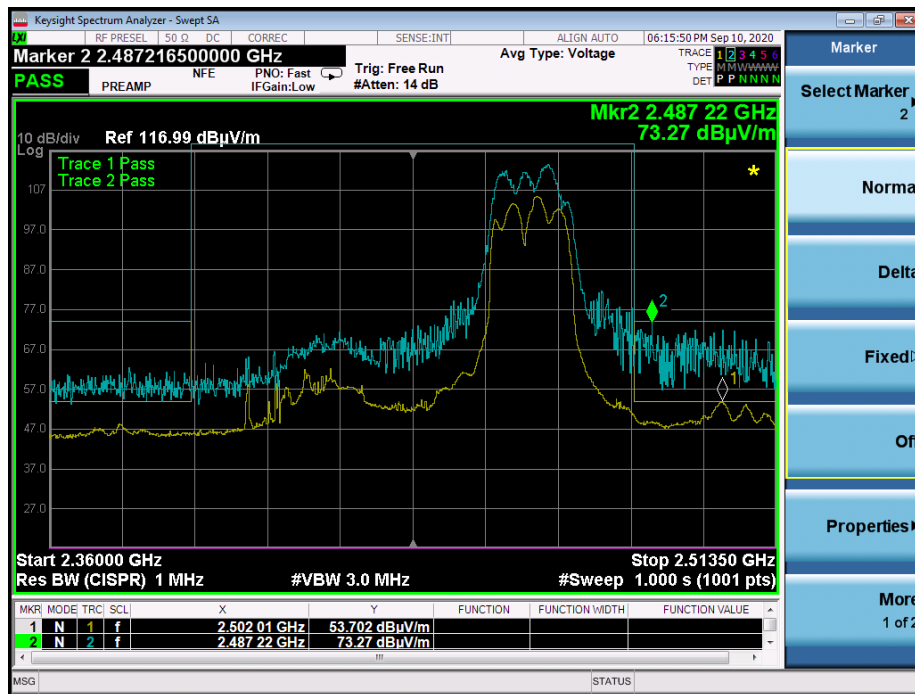 Keysight Spectrum Analyzer - Swept SA
LXI RF PRESEL 50 Ω DC CORREC SENSE:INT ALIGN AUTO 06:15:50 PM Sep 10, 2020
Marker 2 2.487216500000 GHz
PASS
PREAMP
NFE
PNO: Fast
IFGain:Low
Trig: Free Run
#Atten: 14 dB
Avg Type: Voltage
TRACE 1 2 3 4 5 6
TYPE M M W W W W
DET P P N N N N
Mkr2 2.487 22 GHz
73.27 dBµV/m
10 dB/div Ref 116.99 dBµV/m
Log
Trace 1 Pass
Trace 2 Pass
*
107
97.0
87.0
77.0
67.0
57.0
47.0
37.0
27.0
2
1
Start 2.36000 GHz Stop 2.51350 GHz
Res BW (CISPR) 1 MHz #VBW 3.0 MHz #Sweep 1.000 s (1001 pts)
MKR MODE TRC SCL X Y FUNCTION FUNCTION WIDTH FUNCTION VALUE
1 N 1 f 2.502 01 GHz 53.702 dBµV/m
2 N 2 f 2.487 22 GHz 73.27 dBµV/m
MSG STATUS
Marker
Select Marker
2
Norma
Delta
Fixed
Of
Properties
More
1 of 2